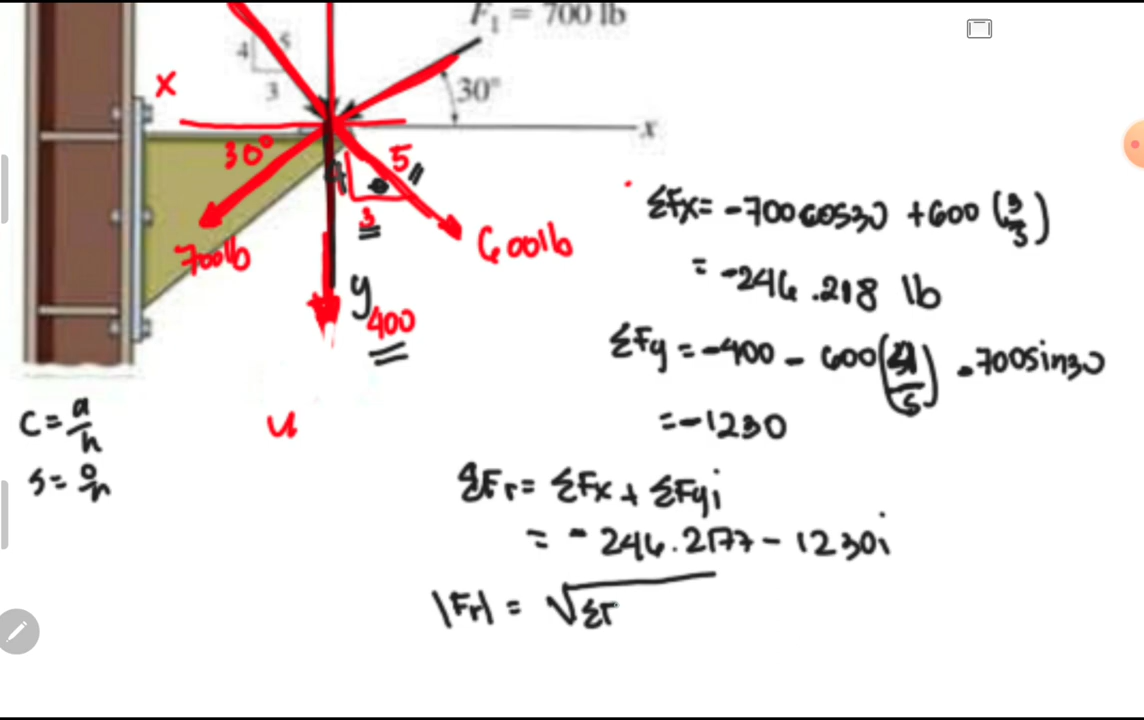 F₁ = 700 lb
4 5
3
x
30°
x
30°
5
4
3
700lb
600lb
y
400
ΣFx= -700cos30 +600 (3/5)
= -246.218 lb
ΣFy = -400 - 600(4/5) -700sin30
=-1230
C= a/h
S= o/h
u
ΣFr= ΣFx + ΣFyi
= -246.2177 - 1230i
|Fr| = √ΣF